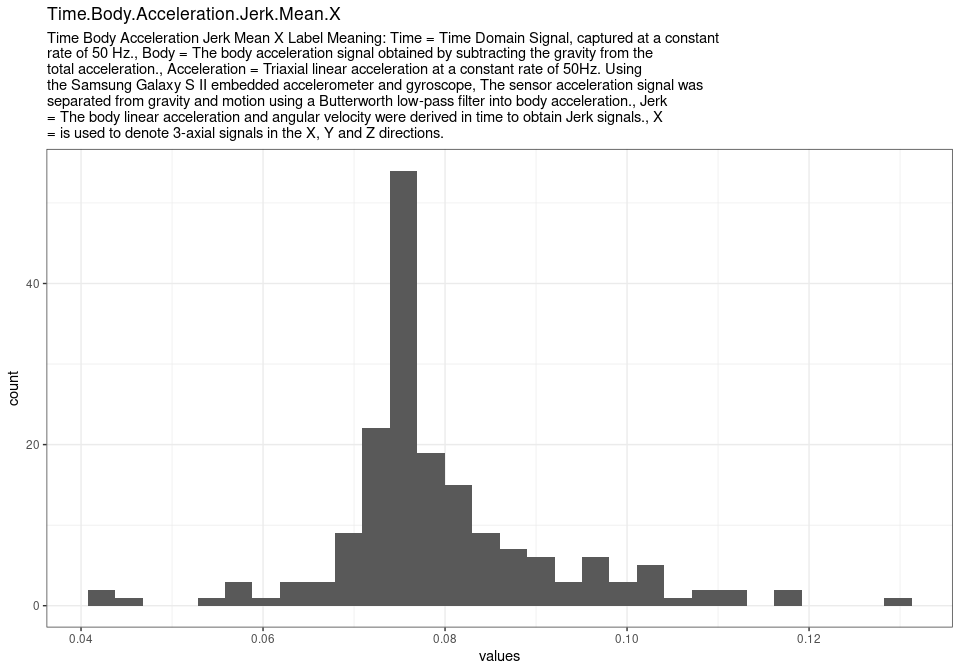 Time.Body.Acceleration.Jerk.Mean.X
Time Body Acceleration Jerk Mean X Label Meaning: Time = Time Domain Signal, captured at a constant
rate of 50 Hz., Body = The body acceleration signal obtained by subtracting the gravity from the
total acceleration., Acceleration = Triaxial linear acceleration at a constant rate of 50Hz. Using
the Samsung Galaxy S II embedded accelerometer and gyroscope, The sensor acceleration signal was
separated from gravity and motion using a Butterworth low-pass filter into body acceleration., Jerk
= The body linear acceleration and angular velocity were derived in time to obtain Jerk signals., X
= is used to denote 3-axial signals in the X, Y and Z directions.
40
20
0
count
0.04 0.06 0.08 0.10 0.12
values